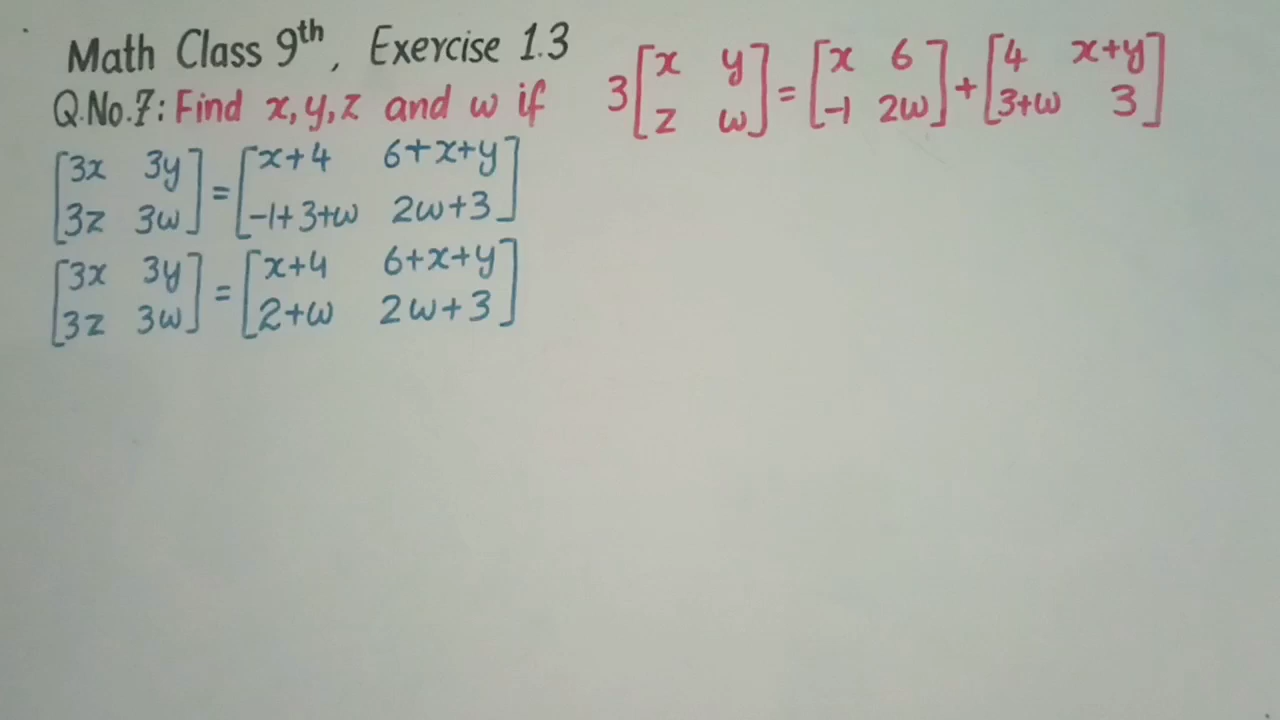 Math Class 9th, Exercise 1.3
Q.No.7: Find x, y, z and w if 3[x y] = [x 6] + [4 x+y]
[z w] [-1 2w] [3+w 3]
[3x 3y] = [x+4 6+x+y]
[3z 3w] [-1+3+w 2w+3]
[3x 3y] = [x+4 6+x+y]
[3z 3w] [2+w 2w+3]